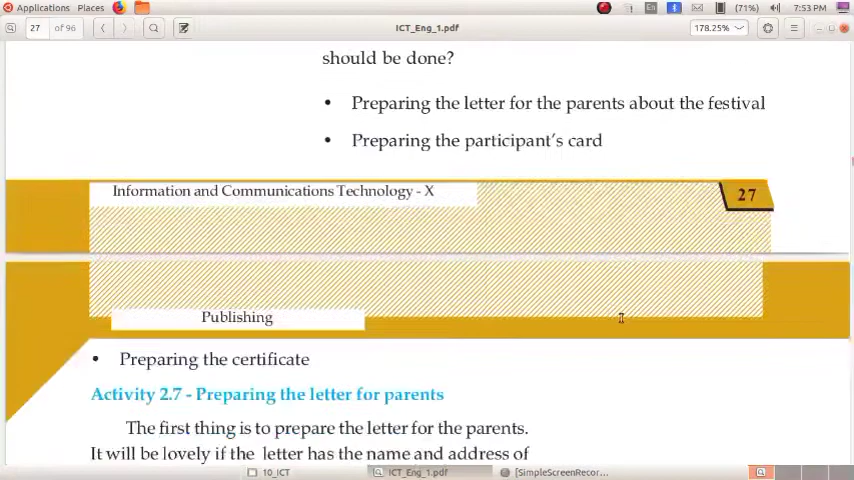 Applications Places En (71%) 7:53 PM
27 of 96 ICT_Eng_1.pdf 178.25%
should be done?
• Preparing the letter for the parents about the festival
• Preparing the participant's card
Information and Communications Technology - X 27
Publishing
• Preparing the certificate
Activity 2.7 - Preparing the letter for parents
The first thing is to prepare the letter for the parents.
It will be lovely if the letter has the name and address of
10_ICT ICT_Eng_1.pdf [SimpleScreenRecor...